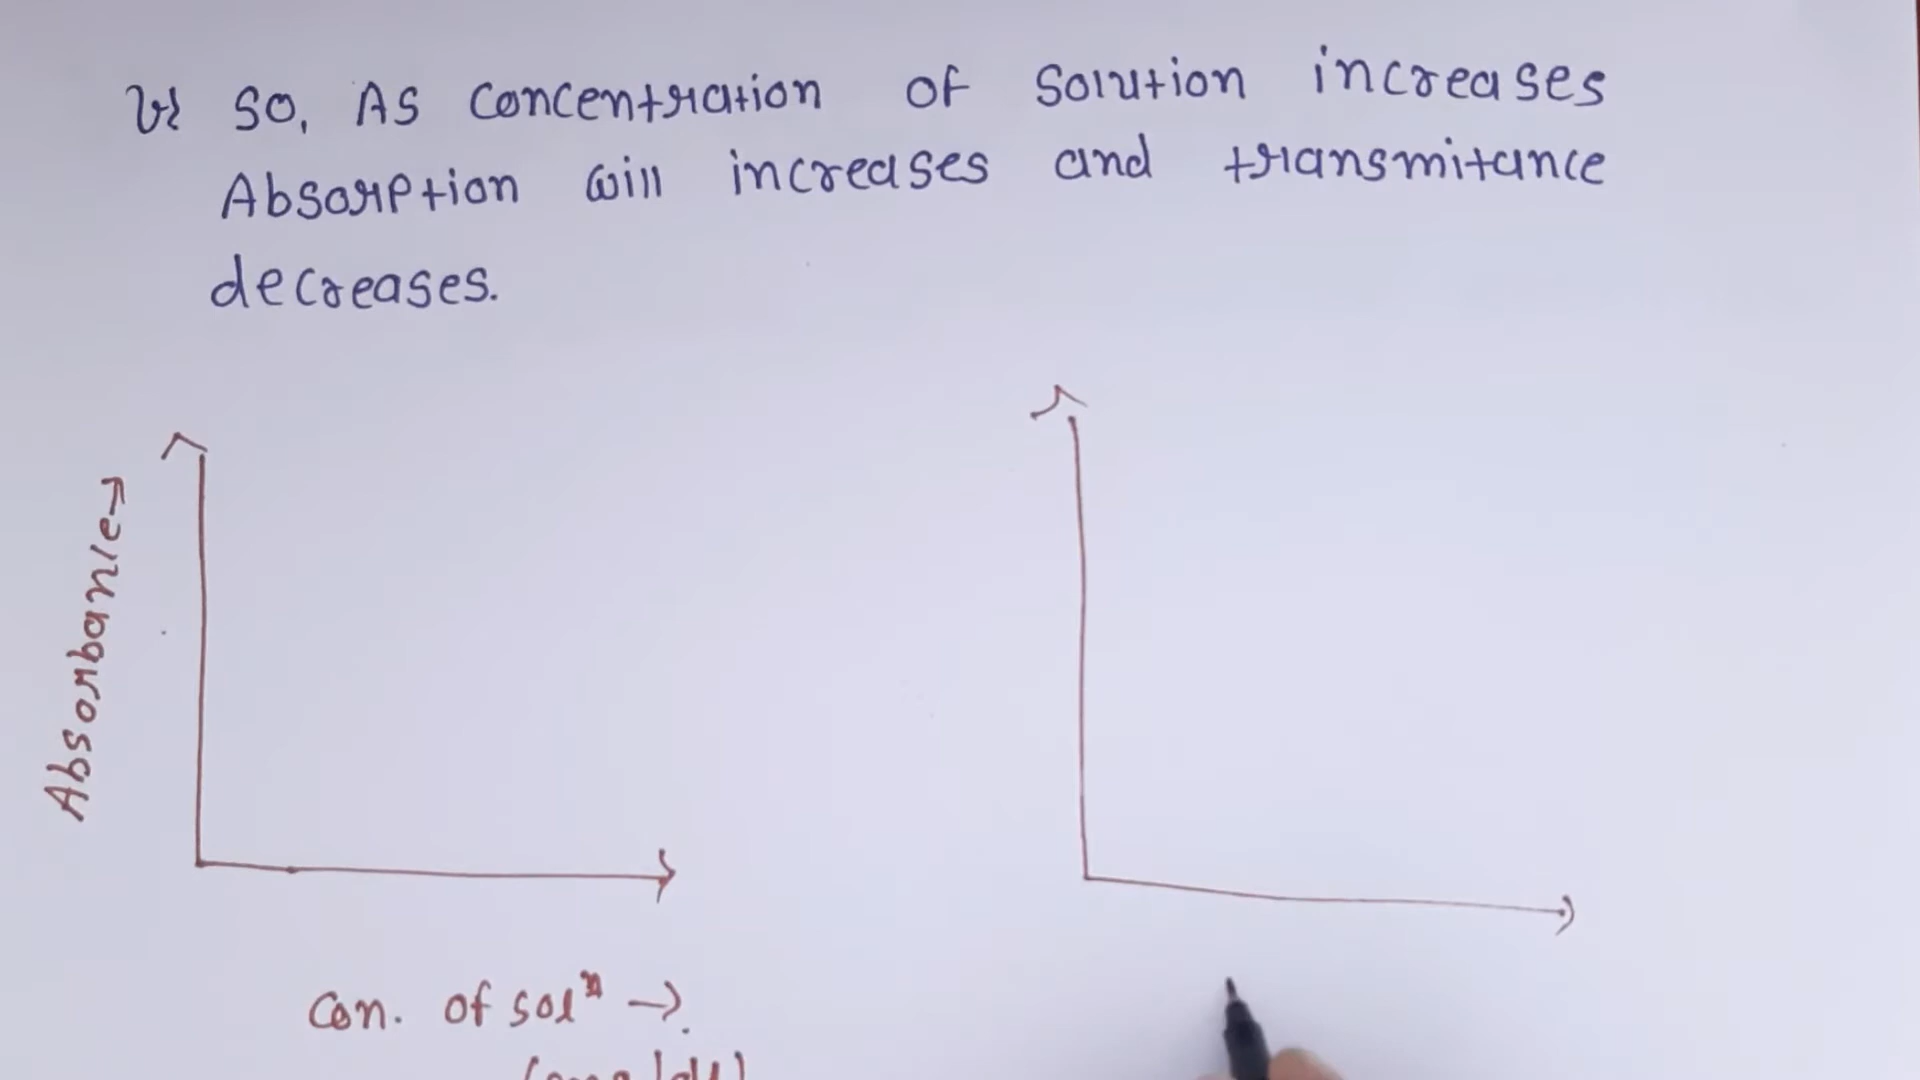 v) So, As concentration of Solution increases
Absorption will increases and transmitance
decreases.
Absorbance→
Con. of solⁿ →